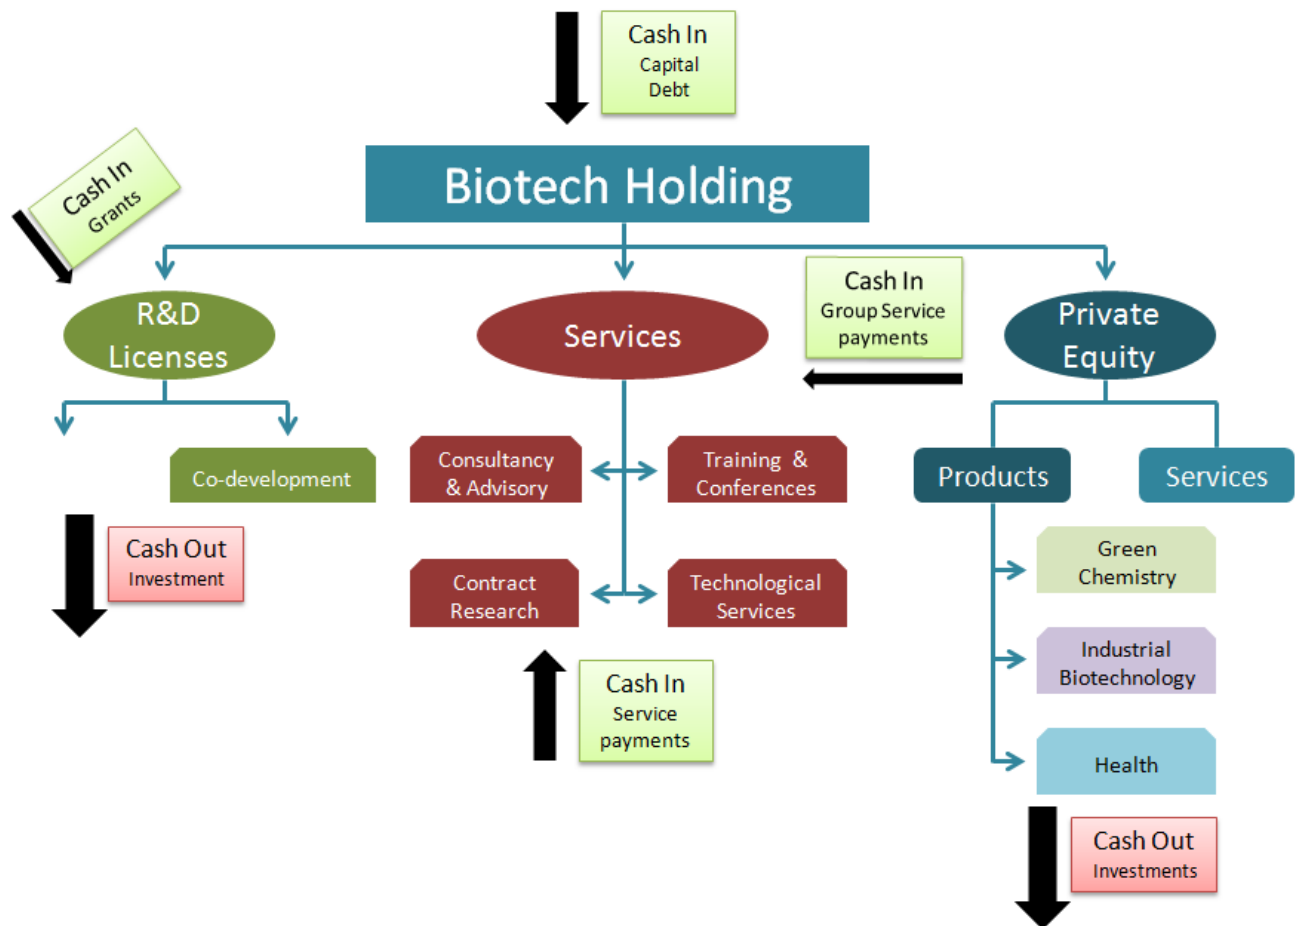 Cash In
Capital
Debt
Cash In
Grants
Biotech Holding
R&D
Licenses
Services
Cash In
Group Service
payments
Private
Equity
Co-development
Consultancy
& Advisory
Training &
Conferences
Products
Services
Cash Out
Investment
Contract
Research
Technological
Services
Green
Chemistry
Industrial
Biotechnology
Cash In
Service
payments
Health
Cash Out
Investments